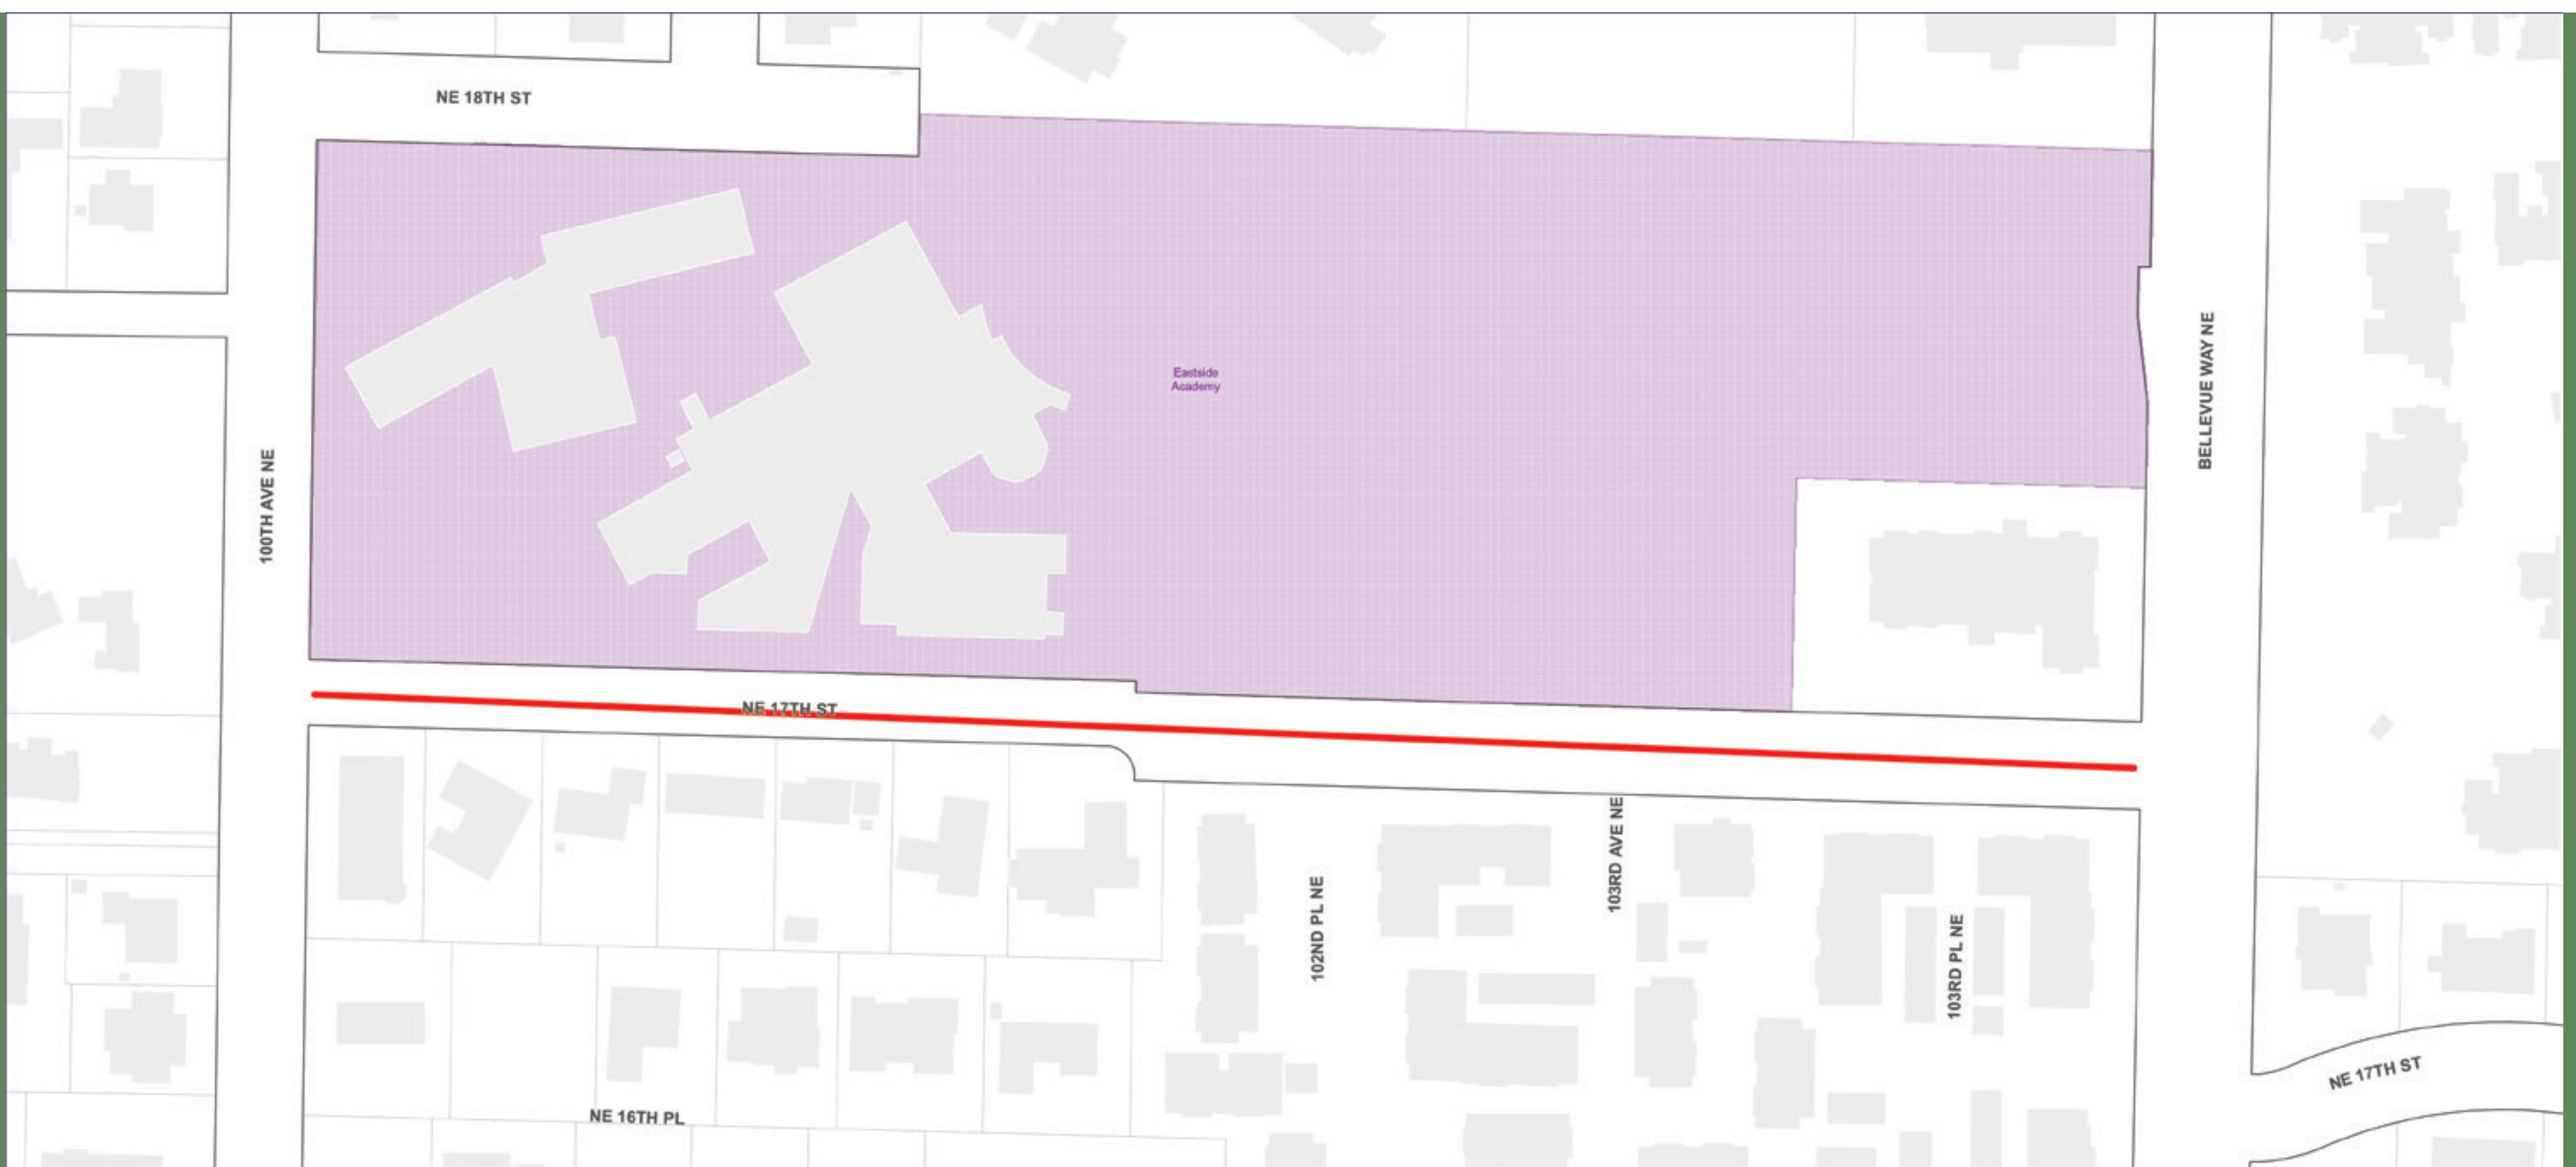 NE 18TH ST
Eastside
Academy
BELLEVUE WAY NE
100TH AVE NE
NE 17TH ST
103RD AVE NE
102ND PL NE
103RD PL NE
NE 17TH ST
NE 16TH PL